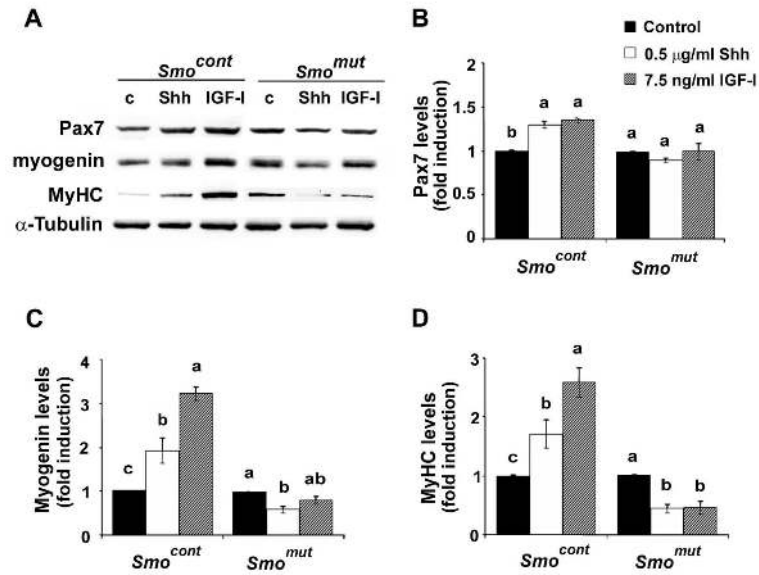 A
Smo cont Smo mut
c Shh IGF-I c Shh IGF-I
Pax7
myogenin
MyHC
α-Tubulin
B
Control
0.5 μg/ml Shh
7.5 ng/ml IGF-I
Pax7 levels
(fold induction)
2
1.5
1
0.5
0
b a a a a a
Smo cont Smo mut
C
Myogenin levels
(fold induction)
4
3
2
1
0
c b a a b ab
Smo cont Smo mut
D
MyHC levels
(fold induction)
3
2
1
0
c b a a b b
Smo cont Smo mut